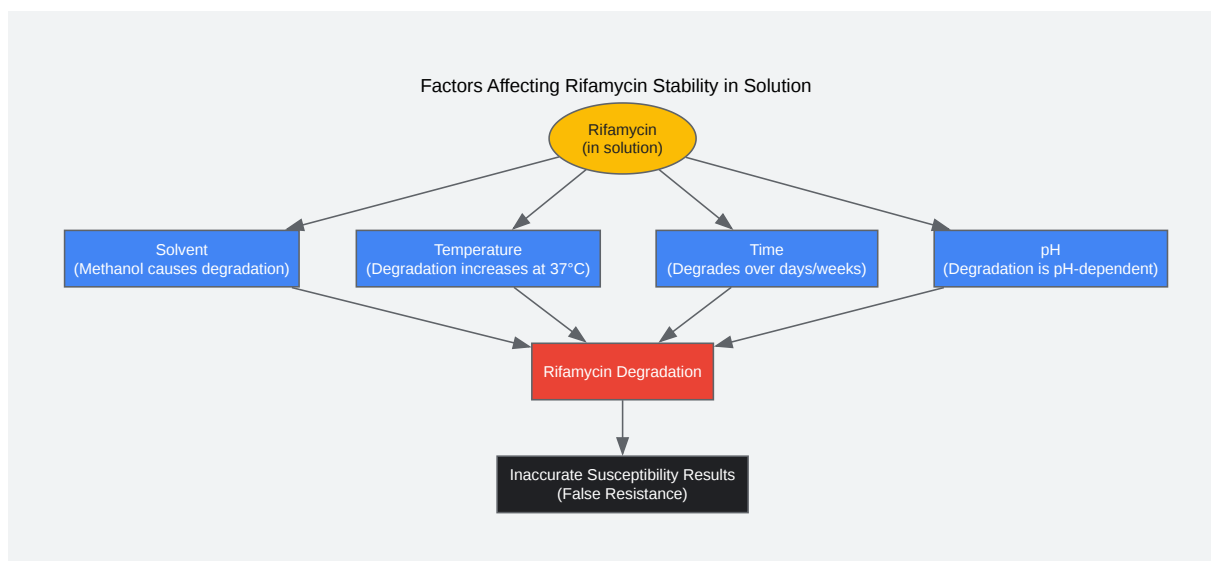 Factors Affecting Rifamycin Stability in Solution
Rifamycin
(in solution)
Solvent
(Methanol causes degradation)
Temperature
(Degradation increases at 37°C)
Time
(Degrades over days/weeks)
pH
(Degradation is pH-dependent)
Rifamycin Degradation
Inaccurate Susceptibility Results
(False Resistance)